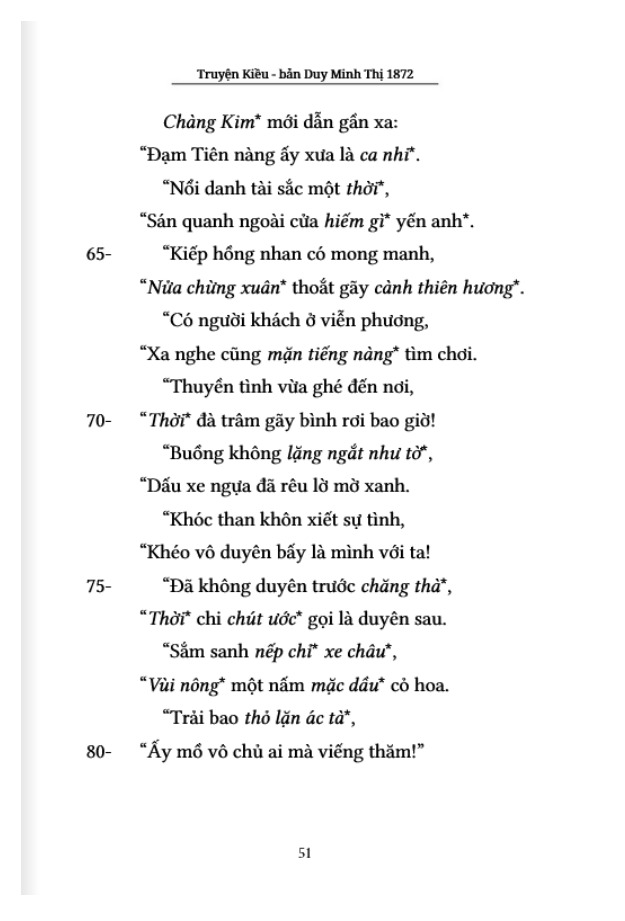 Truyện Kiều - bản Duy Minh Thị 1872
Chàng Kim* mới dẫn gần xa:
“Đạm Tiên nàng ấy xưa là ca nhi*.
“Nổi danh tài sắc một thời*,
“Sán quanh ngoài cửa hiếm gì* yến anh*.
65- “Kiếp hồng nhan có mong manh,
“Nửa chừng xuân* thoắt gãy cành thiên hương*.
“Có người khách ở viễn phương,
“Xa nghe cũng mặn tiếng nàng* tìm chơi.
“Thuyền tình vừa ghé đến nơi,
70- “Thời* đà trâm gãy bình rơi bao giờ!
“Buồng không lặng ngắt như tờ*,
“Dấu xe ngựa đã rêu lờ mờ xanh.
“Khóc than khôn xiết sự tình,
“Khéo vô duyên bấy là mình với ta!
75- “Đã không duyên trước chăng thà*,
“Thời* chi chút ước* gọi là duyên sau.
“Sắm sanh nếp chỉ* xe châu*,
“Vùi nông* một nấm mặc dầu* cỏ hoa.
“Trải bao thỏ lặn ác tà*,
80- “Ấy mồ vô chủ ai mà viếng thăm!”
51